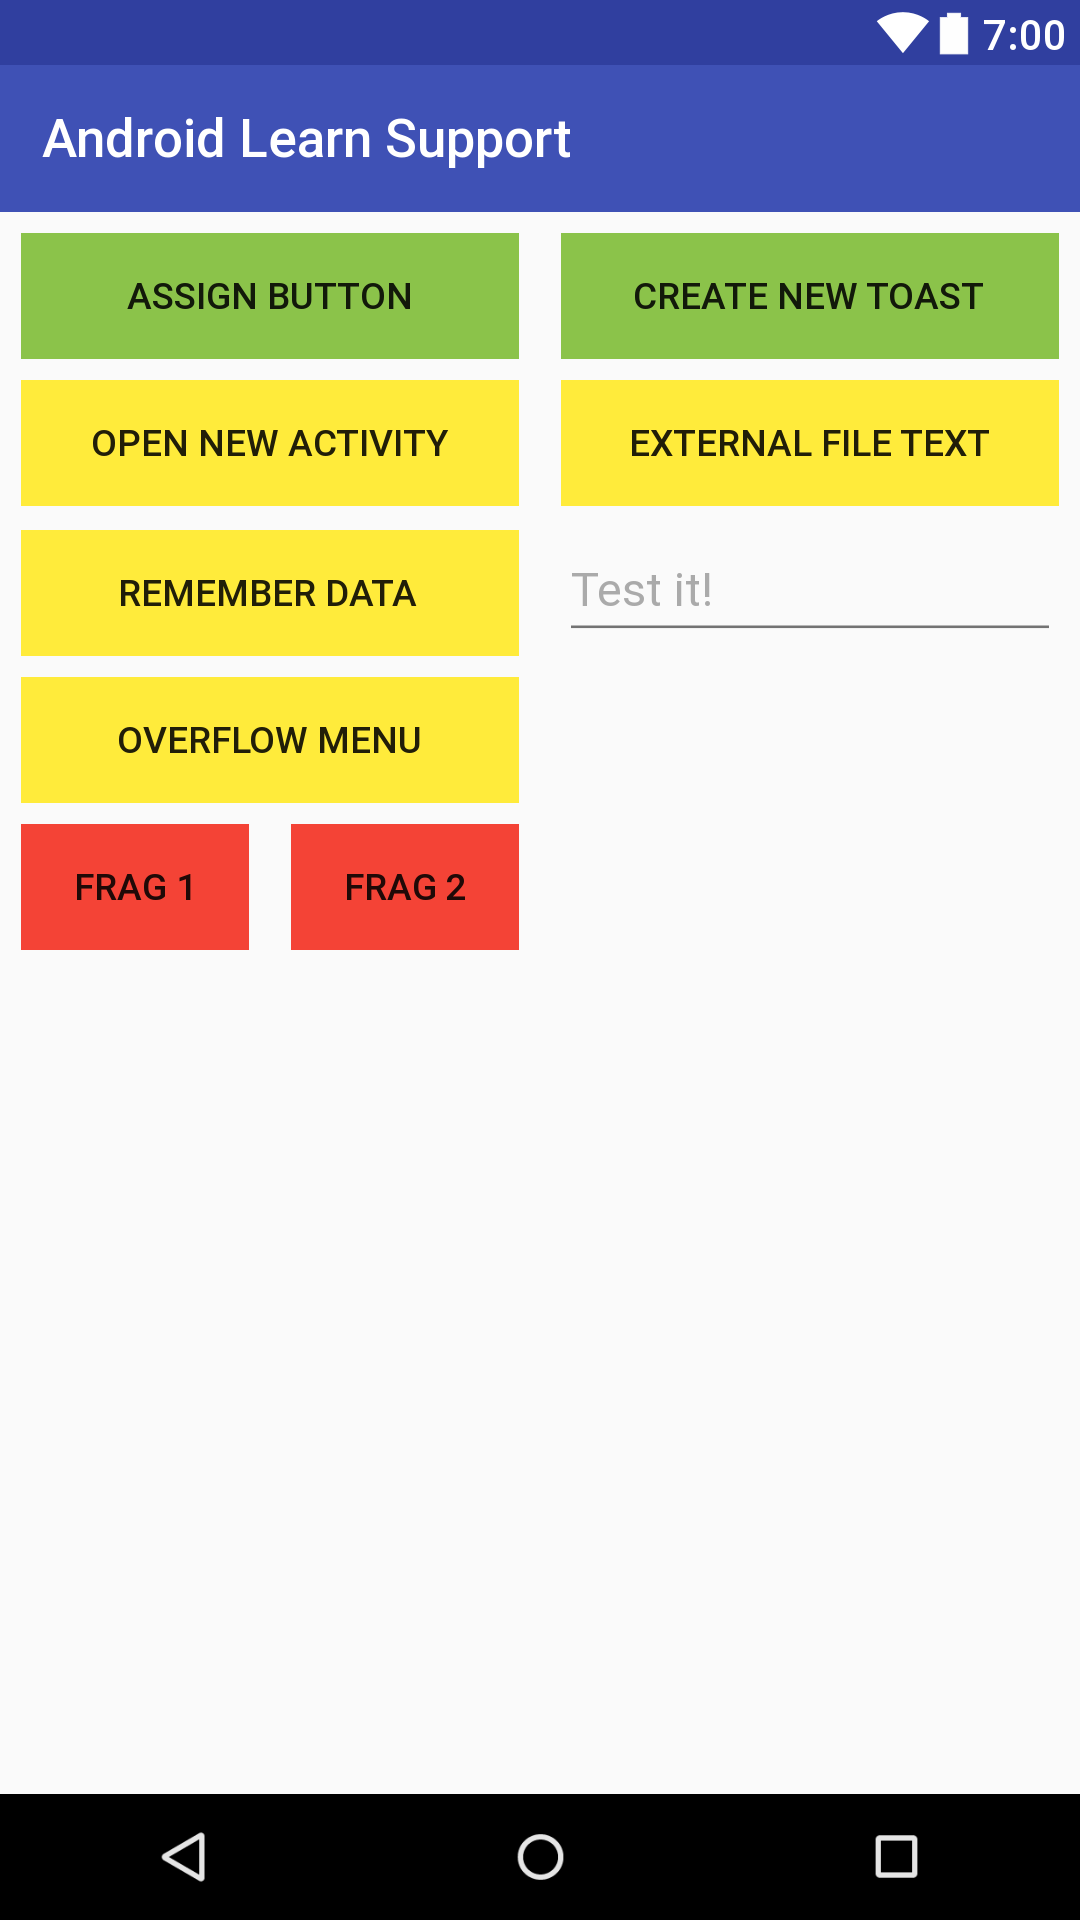 7:00
Android Learn Support
ASSIGN BUTTON
CREATE NEW TOAST
OPEN NEW ACTIVITY
EXTERNAL FILE TEXT
REMEMBER DATA
Test it!
OVERFLOW MENU
FRAG 1
FRAG 2